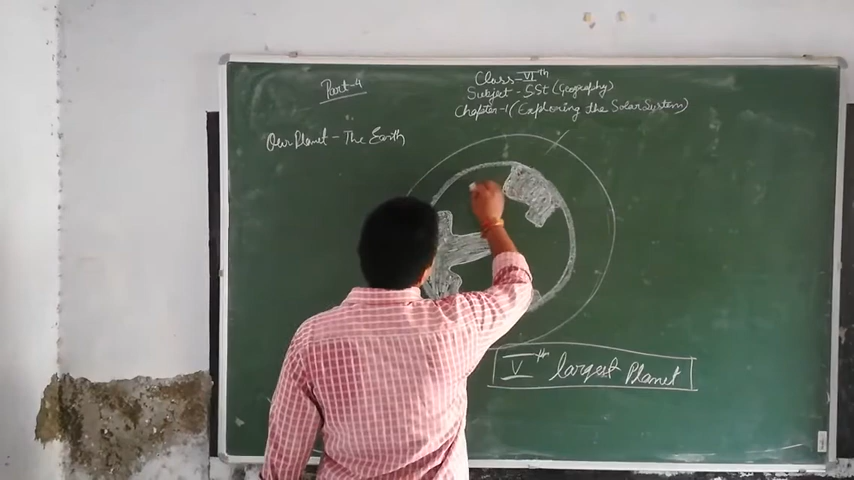 Part-4
Class-VIth
Subject - SSt (Geography)
Chapter-1 (Exploring the Solar System)
Our Planet - The Earth
Vth largest Planet